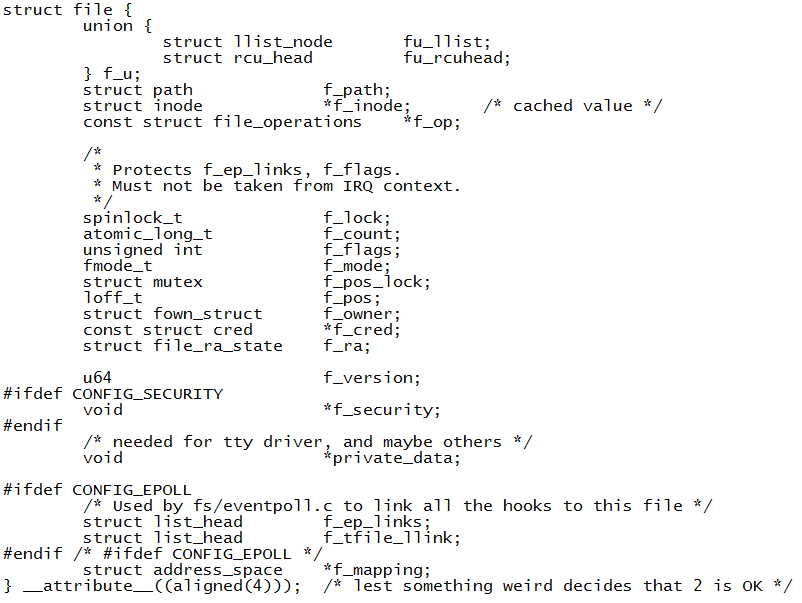 struct file {
        union {
                struct llist_node       fu_llist;
                struct rcu_head         fu_rcuhead;
        } f_u;
        struct path             f_path;
        struct inode            *f_inode;       /* cached value */
        const struct file_operations    *f_op;

        /*
         * Protects f_ep_links, f_flags.
         * Must not be taken from IRQ context.
         */
        spinlock_t              f_lock;
        atomic_long_t           f_count;
        unsigned int            f_flags;
        fmode_t                 f_mode;
        struct mutex            f_pos_lock;
        loff_t                  f_pos;
        struct fown_struct      f_owner;
        const struct cred       *f_cred;
        struct file_ra_state    f_ra;

        u64                     f_version;
#ifdef CONFIG_SECURITY
        void                    *f_security;
#endif
        /* needed for tty driver, and maybe others */
        void                    *private_data;

#ifdef CONFIG_EPOLL
        /* Used by fs/eventpoll.c to link all the hooks to this file */
        struct list_head        f_ep_links;
        struct list_head        f_tfile_llink;
#endif /* #ifdef CONFIG_EPOLL */
        struct address_space    *f_mapping;
} __attribute__((aligned(4)));  /* lest something weird decides that 2 is OK */